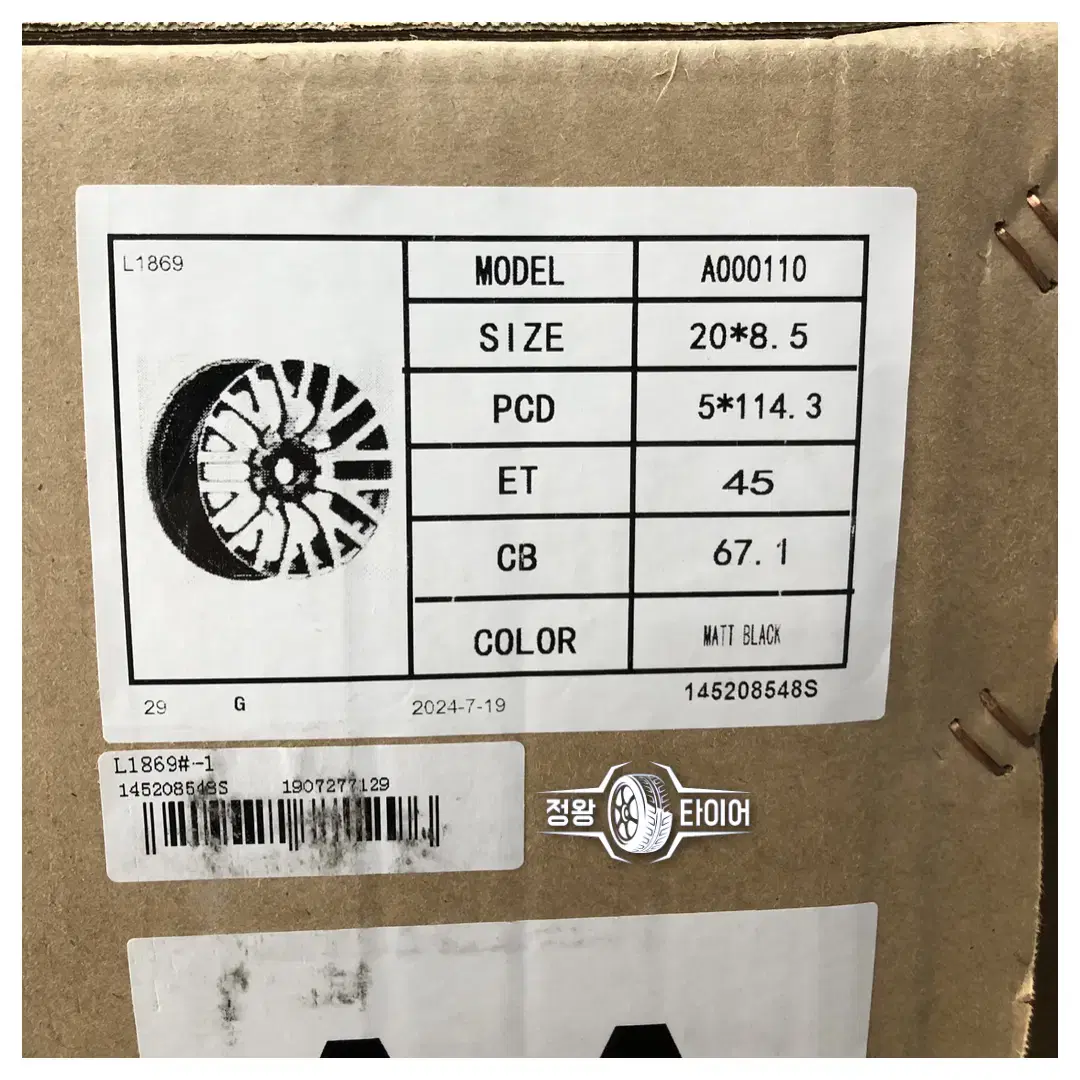 L1869
MODEL A000110
SIZE 20*8.5
PCD 5*114.3
ET 45
CB 67.1
COLOR MATT BLACK
29 G 2024-7-19 145208548S
L1869#-1
145208548S 1907277129
정왕 타이어